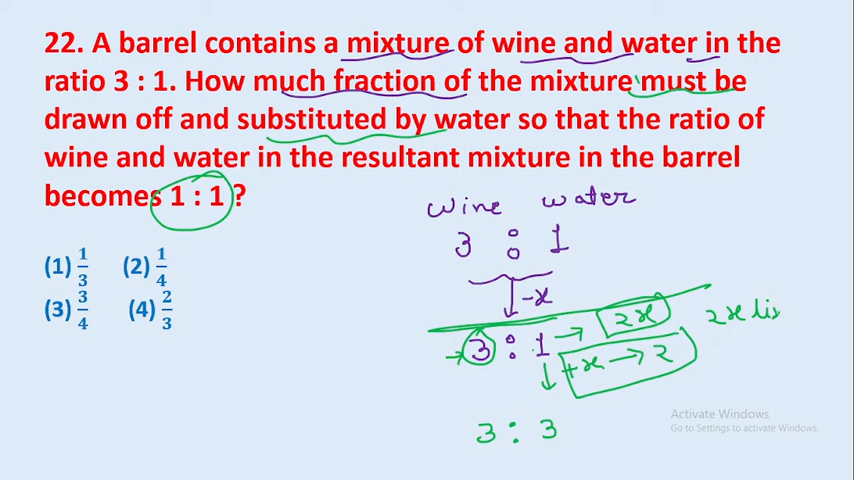 22. A barrel contains a mixture of wine and water in the
ratio 3 : 1. How much fraction of the mixture must be
drawn off and substituted by water so that the ratio of
wine and water in the resultant mixture in the barrel
becomes 1 : 1 ?
(1) 1/3 (2) 1/4
(3) 3/4 (4) 2/3
wine water
3 : 1
-x
3 : 1 → 2x 2x lis
+x → 2
3 : 3
Activate Windows
Go to Settings to activate Windows.